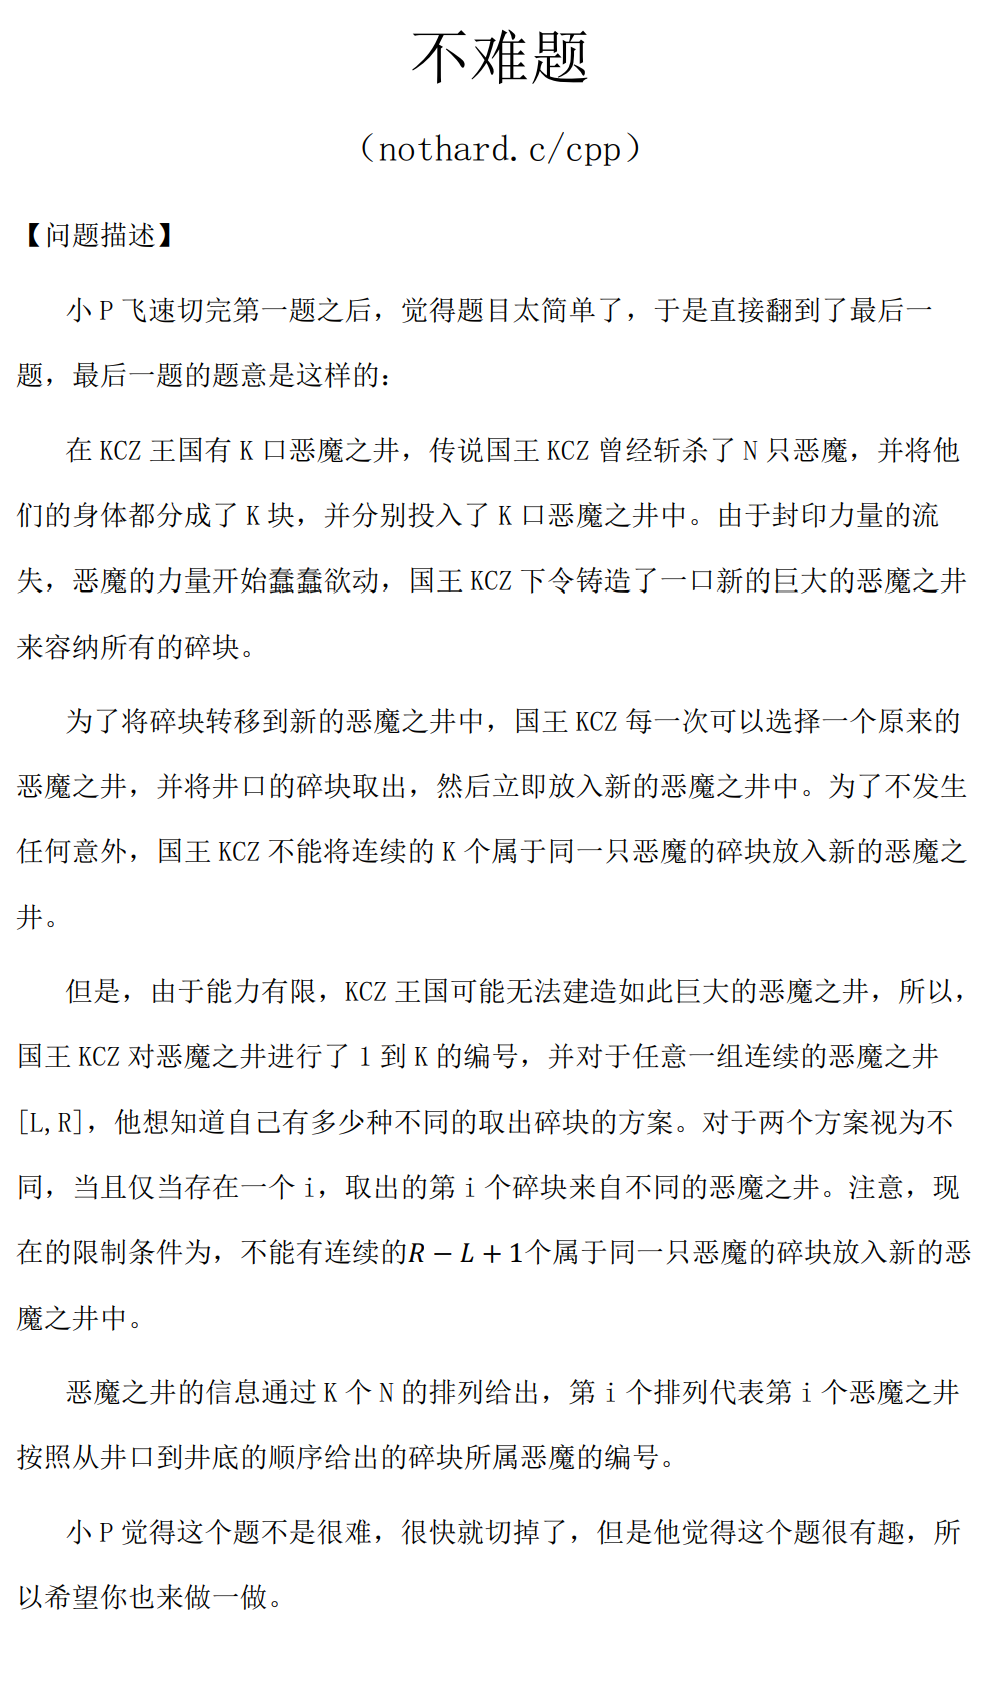 不难题
（nothard.c/cpp）
【问题描述】
小 P 飞速切完第一题之后，觉得题目太简单了，于是直接翻到了最后一
题，最后一题的题意是这样的：
在 KCZ 王国有 K 口恶魔之井，传说国王 KCZ 曾经斩杀了 N 只恶魔，并将他
们的身体都分成了 K 块，并分别投入了 K 口恶魔之井中。由于封印力量的流
失，恶魔的力量开始蠢蠢欲动，国王 KCZ 下令铸造了一口新的巨大的恶魔之井
来容纳所有的碎块。
为了将碎块转移到新的恶魔之井中，国王 KCZ 每一次可以选择一个原来的
恶魔之井，并将井口的碎块取出，然后立即放入新的恶魔之井中。为了不发生
任何意外，国王 KCZ 不能将连续的 K 个属于同一只恶魔的碎块放入新的恶魔之
井。
但是，由于能力有限，KCZ 王国可能无法建造如此巨大的恶魔之井，所以，
国王 KCZ 对恶魔之井进行了 1 到 K 的编号，并对于任意一组连续的恶魔之井
[L,R]，他想知道自己有多少种不同的取出碎块的方案。对于两个方案视为不
同，当且仅当存在一个 i，取出的第 i 个碎块来自不同的恶魔之井。注意，现
在的限制条件为，不能有连续的R − L + 1个属于同一只恶魔的碎块放入新的恶
魔之井中。
恶魔之井的信息通过 K 个 N 的排列给出，第 i 个排列代表第 i 个恶魔之井
按照从井口到井底的顺序给出的碎块所属恶魔的编号。
小 P 觉得这个题不是很难，很快就切掉了，但是他觉得这个题很有趣，所
以希望你也来做一做。